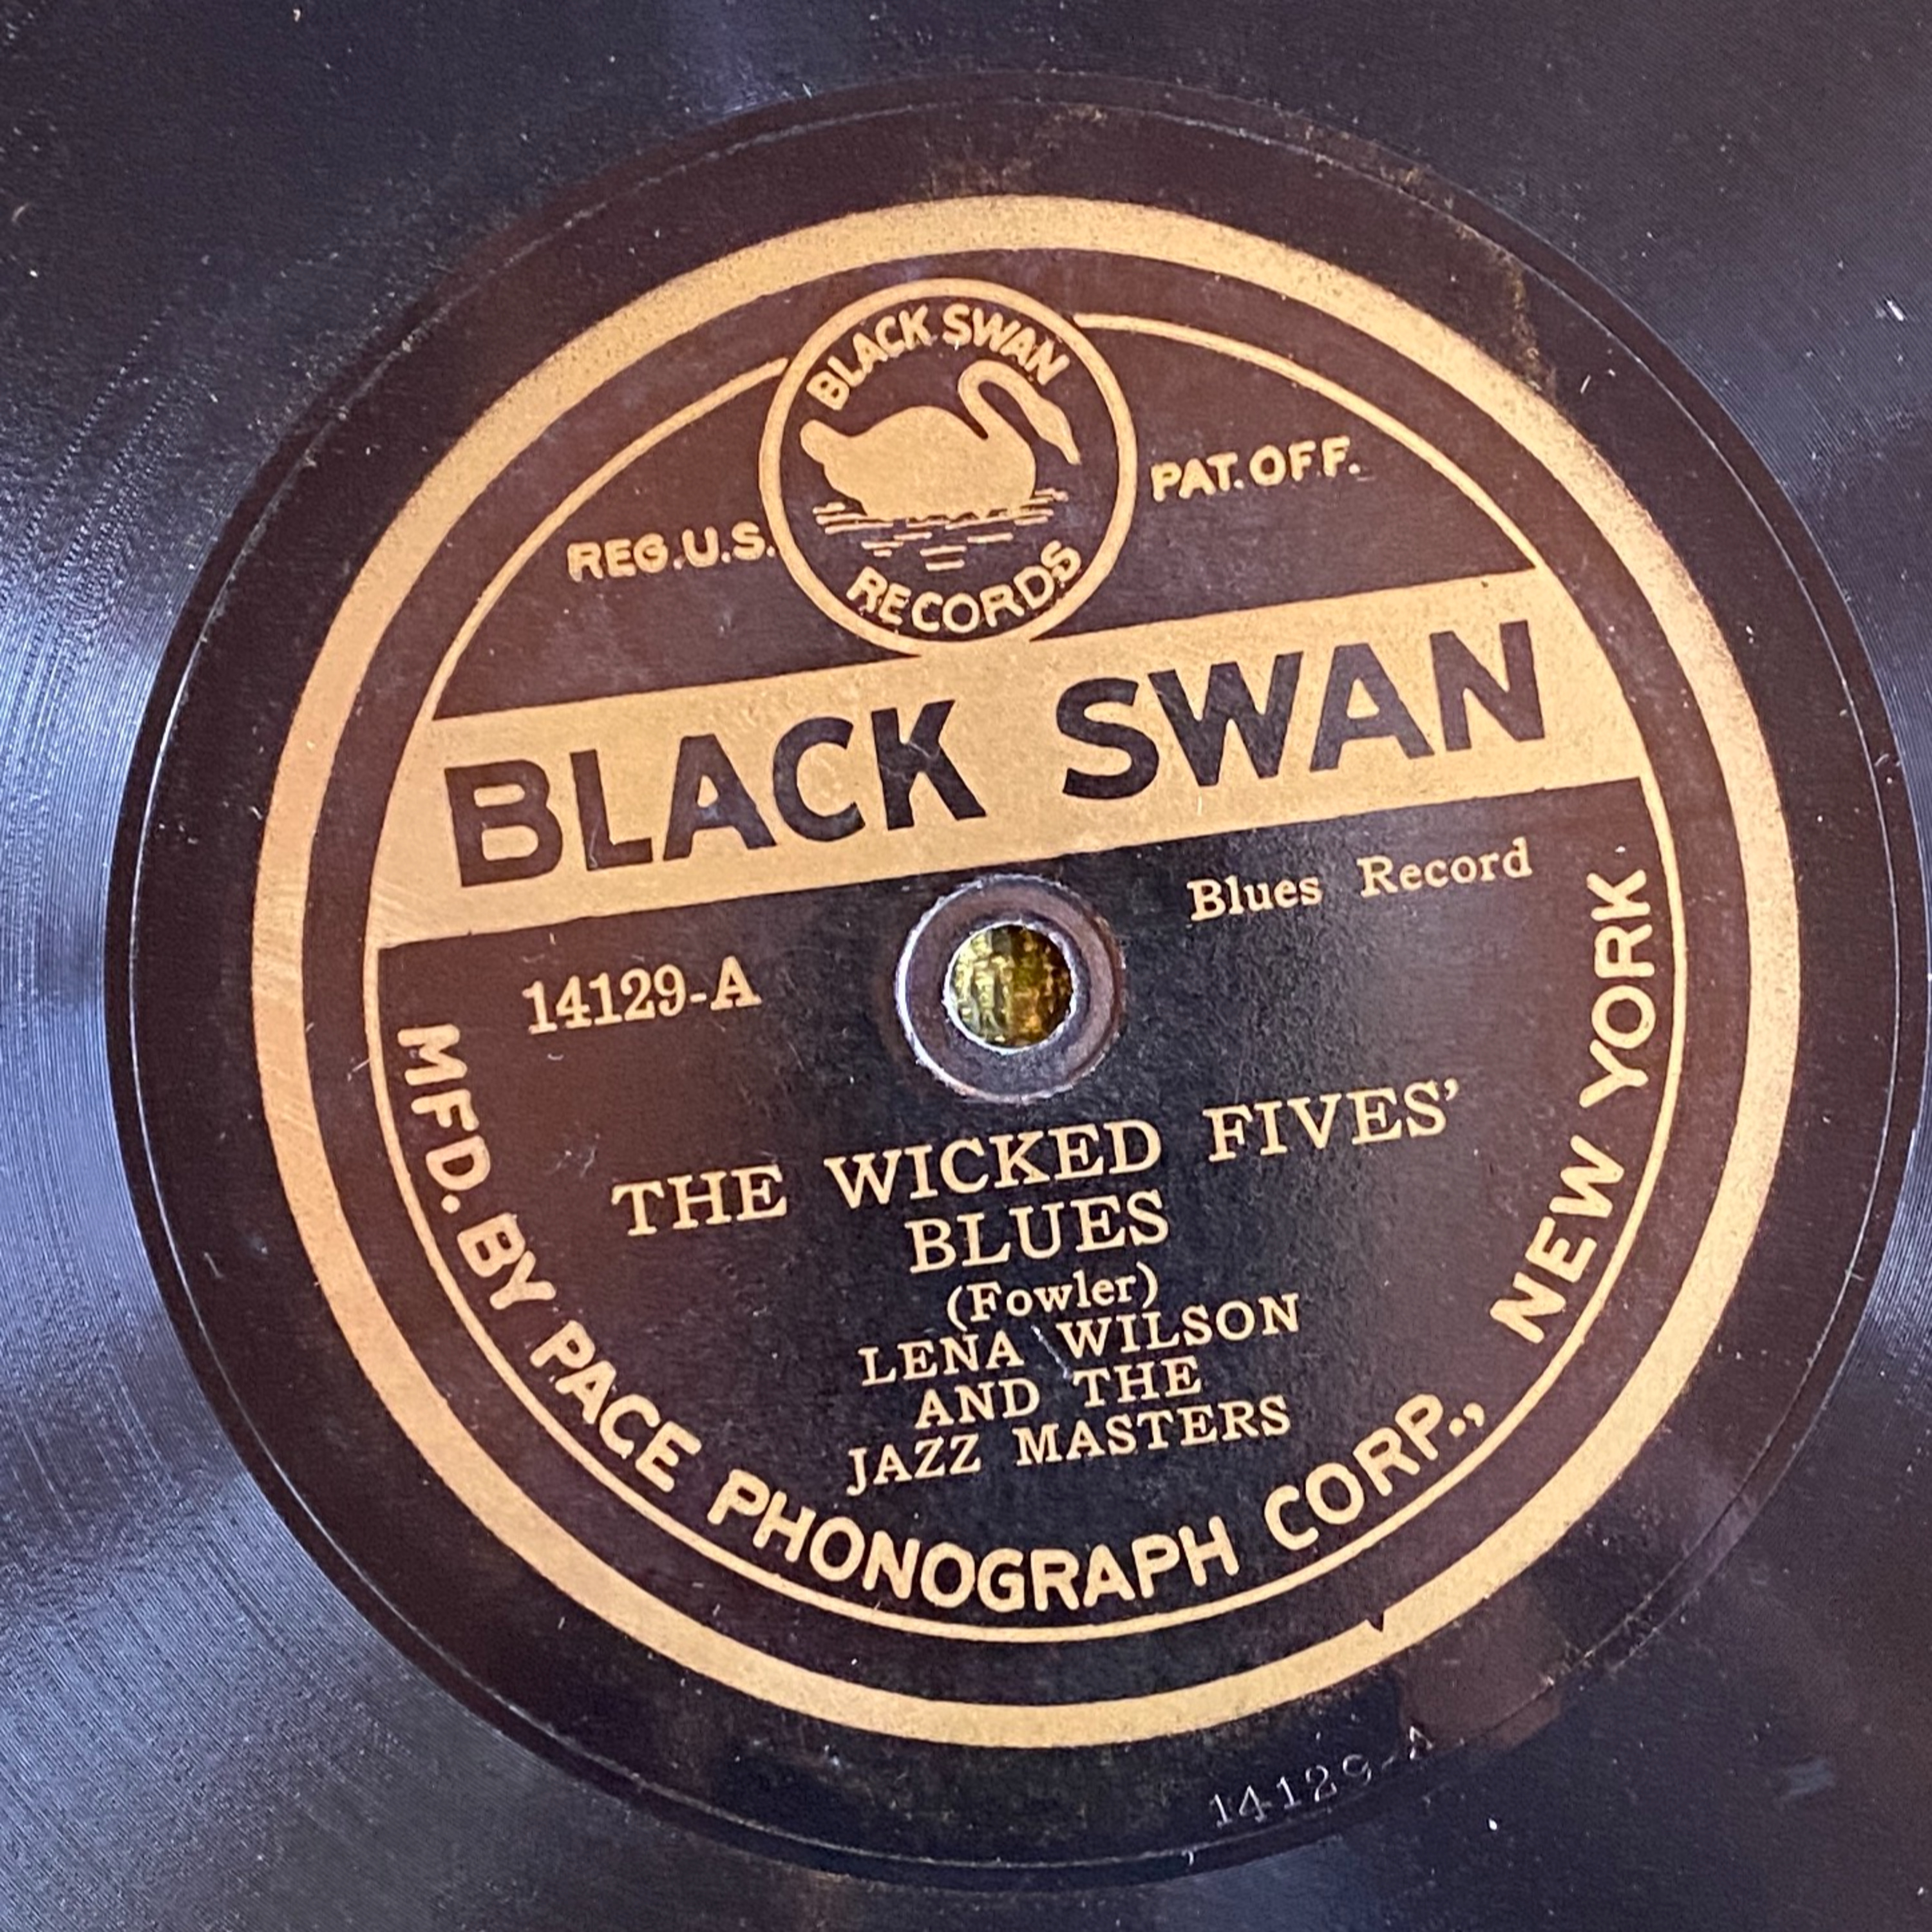 BLACK SWAN
RECORDS
REG.U.S.
PAT.OFF.
BLACK SWAN
Blues Record
14129-A
THE WICKED FIVES'
BLUES
(Fowler)
LENA WILSON
AND THE
JAZZ MASTERS
MFD. BY PACE PHONOGRAPH CORP., NEW YORK
14129-A